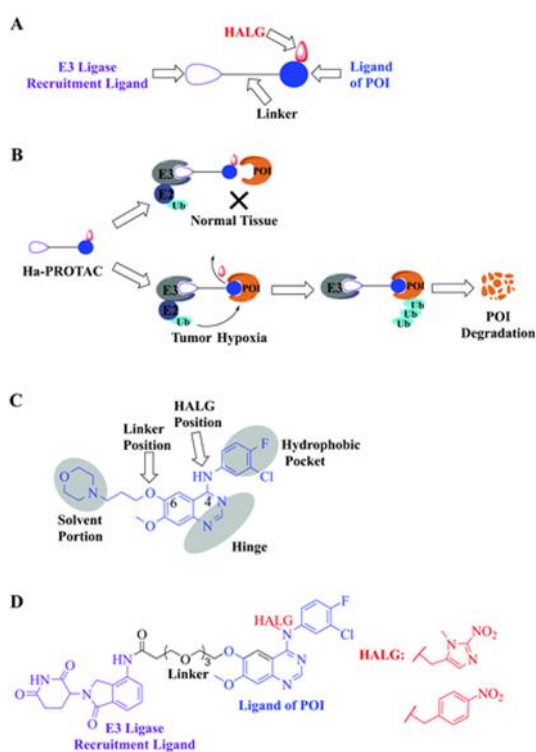 A
HALG
E3 Ligase
Recruitment Ligand
Ligand
of POI
Linker
B
E3
POI
E2
Ub
Normal Tissue
Ha-PROTAC
E3
POI
E2
Ub
Tumor Hypoxia
E3
POI
Ub
Ub
Ub
POI
Degradation
C
HALG
Position
Linker
Position
F
Hydrophobic
Pocket
HN
Cl
O
N
O
6
4
N
O
N
Solvent
Portion
Hinge
D
HALG
F
N
Cl
O
HN
O
3
O
Linker
O
N
N
HALG:
N
NO2
N
O
HN
O
N
O
Ligand of POI
E3 Ligase
Recruitment Ligand
NO2